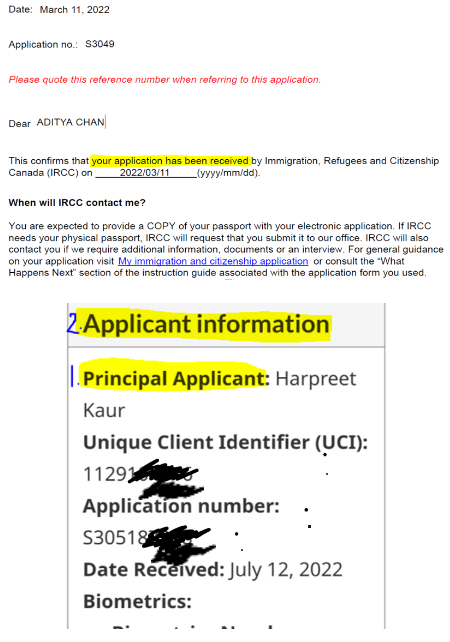 Date: March 11, 2022
Application no.: S3049
Please quote this reference number when referring to this application.
Dear ADITYA CHAN
This confirms that your application has been received by Immigration, Refugees and Citizenship
Canada (IRCC) on 2022/03/11 (yyyy/mm/dd).
When will IRCC contact me?
You are expected to provide a COPY of your passport with your electronic application. If IRCC
needs your physical passport, IRCC will request that you submit it to our office. IRCC will also
contact you if we require additional information, documents or an interview. For general guidance
on your application visit My immigration and citizenship application or consult the "What
Happens Next" section of the instruction guide associated with the application form you used.
2. Applicant information
1. Principal Applicant: Harpreet
Kaur
Unique Client Identifier (UCI):
1129
Application number:
S3051
Date Received: July 12, 2022
Biometrics: